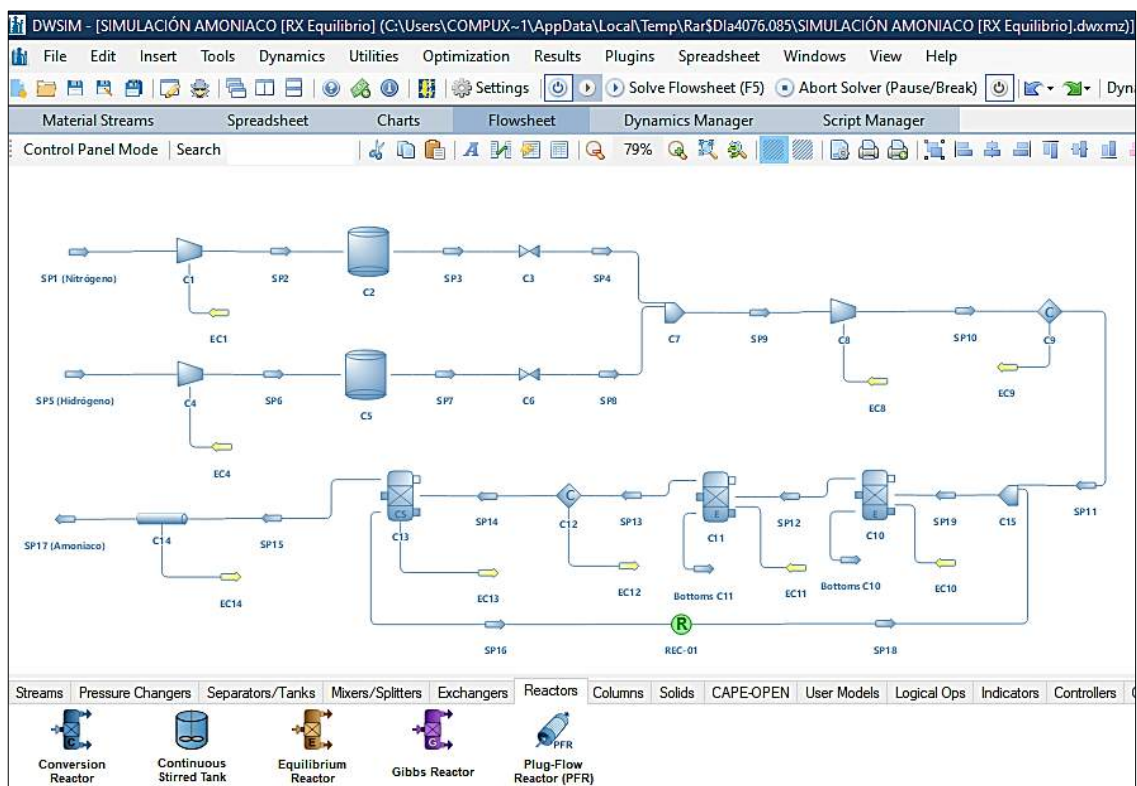 DWSIM - [SIMULACIÓN AMONIACO [RX Equilibrio] (C:\Users\COMPUX~1\AppData\Local\Temp\Rar$DIa4076.085\SIMULACIÓN AMONIACO [RX Equilibrio].dwxmz)]
File Edit Insert Tools Dynamics Utilities Optimization Results Plugins Spreadsheet Windows View Help
Settings Solve Flowsheet (F5) Abort Solver (Pause/Break)
Material Streams Spreadsheet Charts Flowsheet Dynamics Manager Script Manager
Control Panel Mode Search 79%
SP1 (Nitrógeno) C1 SP2 C2 SP3 C3 SP4
EC1
C7 SP9 C8 SP10 C9
EC8 EC9
SP5 (Hidrógeno) C4 SP6 C5 SP7 C6 SP8
EC4
SP17 (Amoniaco) C14 SP15 C13 CS SP14 C C12 SP13 C11 E SP12 C10 E SP19 C15 SP11
EC14 EC13 EC12 Bottoms C11 EC11 Bottoms C10 EC10
R
SP16 REC-01 SP18
Streams Pressure Changers Separators/Tanks Mixers/Splitters Exchangers Reactors Columns Solids CAPE-OPEN User Models Logical Ops Indicators Controllers
C E G PFR
Conversion Reactor
Continuous Stirred Tank
Equilibrium Reactor
Gibbs Reactor
Plug-Flow Reactor (PFR)